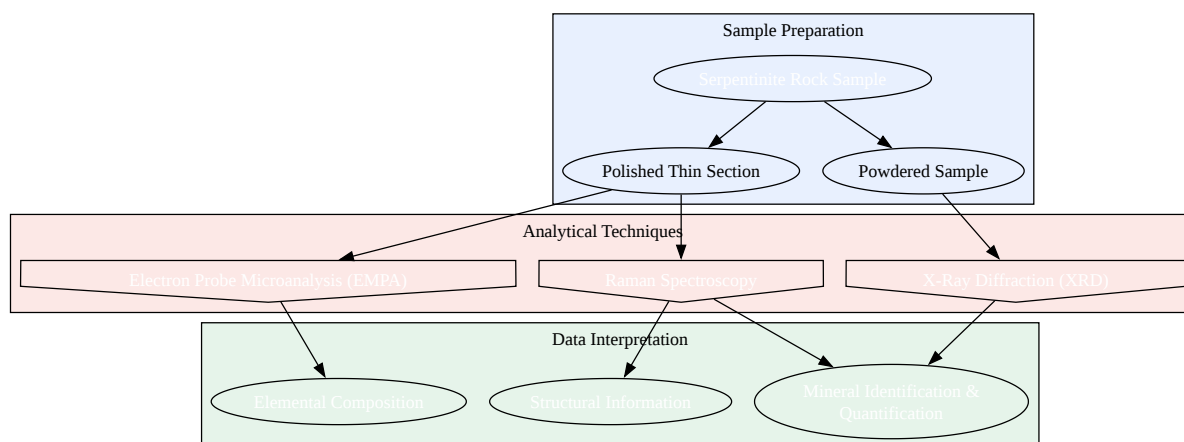 Sample Preparation
Serpentinite Rock Sample
Polished Thin Section
Powdered Sample
Analytical Techniques
Electron Probe Microanalysis (EMPA)
Raman Spectroscopy
X-Ray Diffraction (XRD)
Data Interpretation
Elemental Composition
Structural Information
Mineral Identification &
Quantification